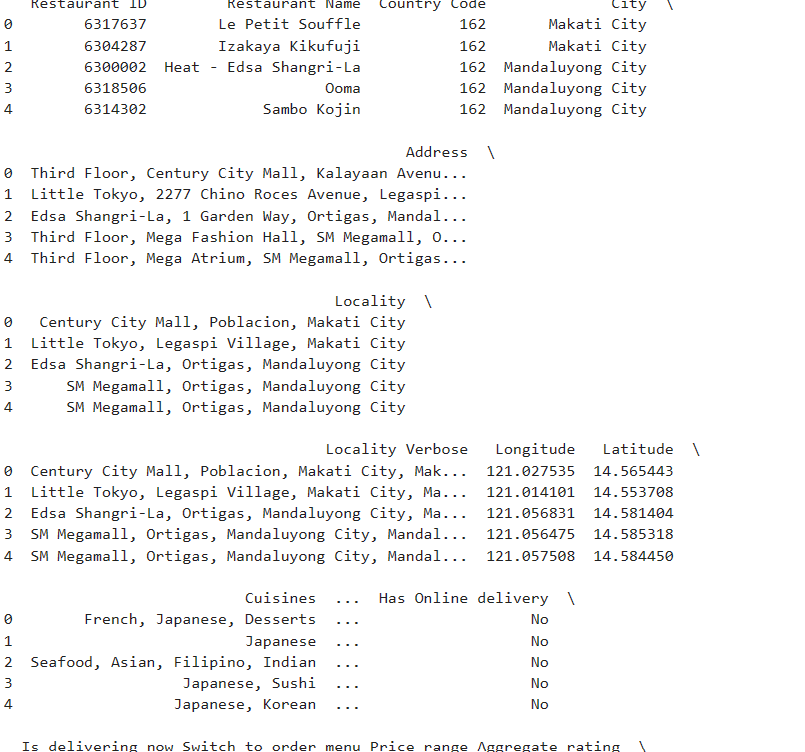 Restaurant ID Restaurant Name Country Code City \
0 6317637 Le Petit Souffle 162 Makati City
1 6304287 Izakaya Kikufuji 162 Makati City
2 6300002 Heat - Edsa Shangri-La 162 Mandaluyong City
3 6318506 Ooma 162 Mandaluyong City
4 6314302 Sambo Kojin 162 Mandaluyong City
Address \
0 Third Floor, Century City Mall, Kalayaan Avenu...
1 Little Tokyo, 2277 Chino Roces Avenue, Legaspi...
2 Edsa Shangri-La, 1 Garden Way, Ortigas, Mandal...
3 Third Floor, Mega Fashion Hall, SM Megamall, O...
4 Third Floor, Mega Atrium, SM Megamall, Ortigas...
Locality \
0 Century City Mall, Poblacion, Makati City
1 Little Tokyo, Legaspi Village, Makati City
2 Edsa Shangri-La, Ortigas, Mandaluyong City
3 SM Megamall, Ortigas, Mandaluyong City
4 SM Megamall, Ortigas, Mandaluyong City
Locality Verbose Longitude Latitude \
0 Century City Mall, Poblacion, Makati City, Mak... 121.027535 14.565443
1 Little Tokyo, Legaspi Village, Makati City, Ma... 121.014101 14.553708
2 Edsa Shangri-La, Ortigas, Mandaluyong City, Ma... 121.056831 14.581404
3 SM Megamall, Ortigas, Mandaluyong City, Mandal... 121.056475 14.585318
4 SM Megamall, Ortigas, Mandaluyong City, Mandal... 121.057508 14.584450
Cuisines ... Has Online delivery \
0 French, Japanese, Desserts ... No
1 Japanese ... No
2 Seafood, Asian, Filipino, Indian ... No
3 Japanese, Sushi ... No
4 Japanese, Korean ... No
Is delivering now Switch to order menu Price range Aggregate rating \